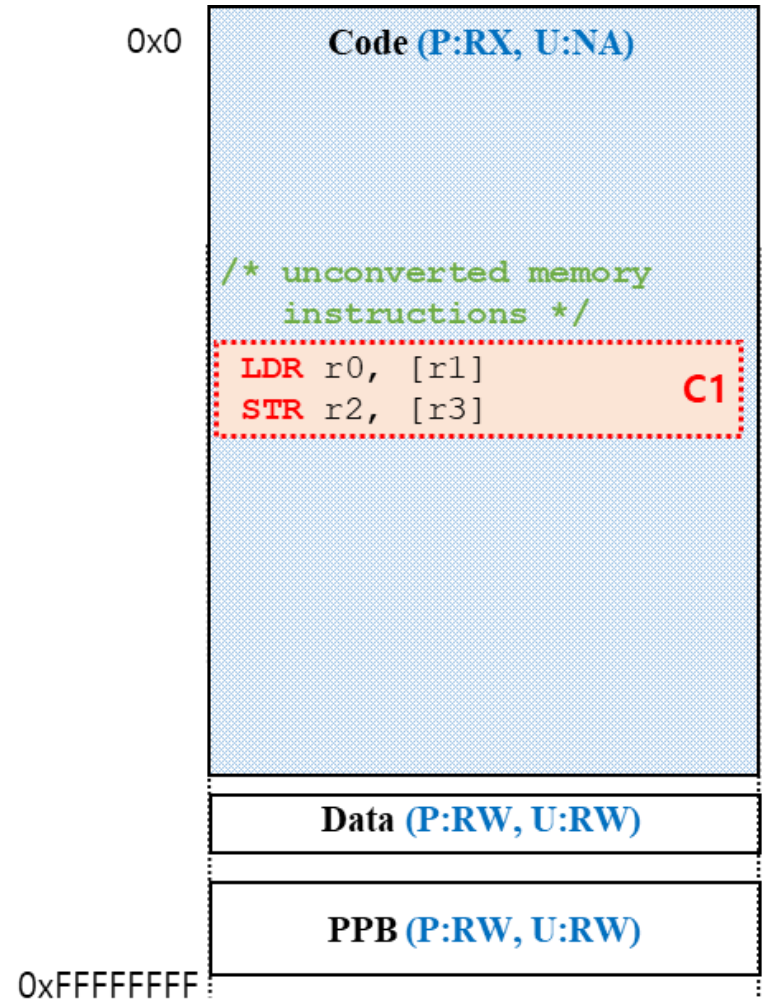 0x0
Code (P:RX, U:NA)
/* unconverted memory
instructions */
LDR r0, [r1]
STR r2, [r3]
C1
Data (P:RW, U:RW)
PPB (P:RW, U:RW)
0xFFFFFFFF